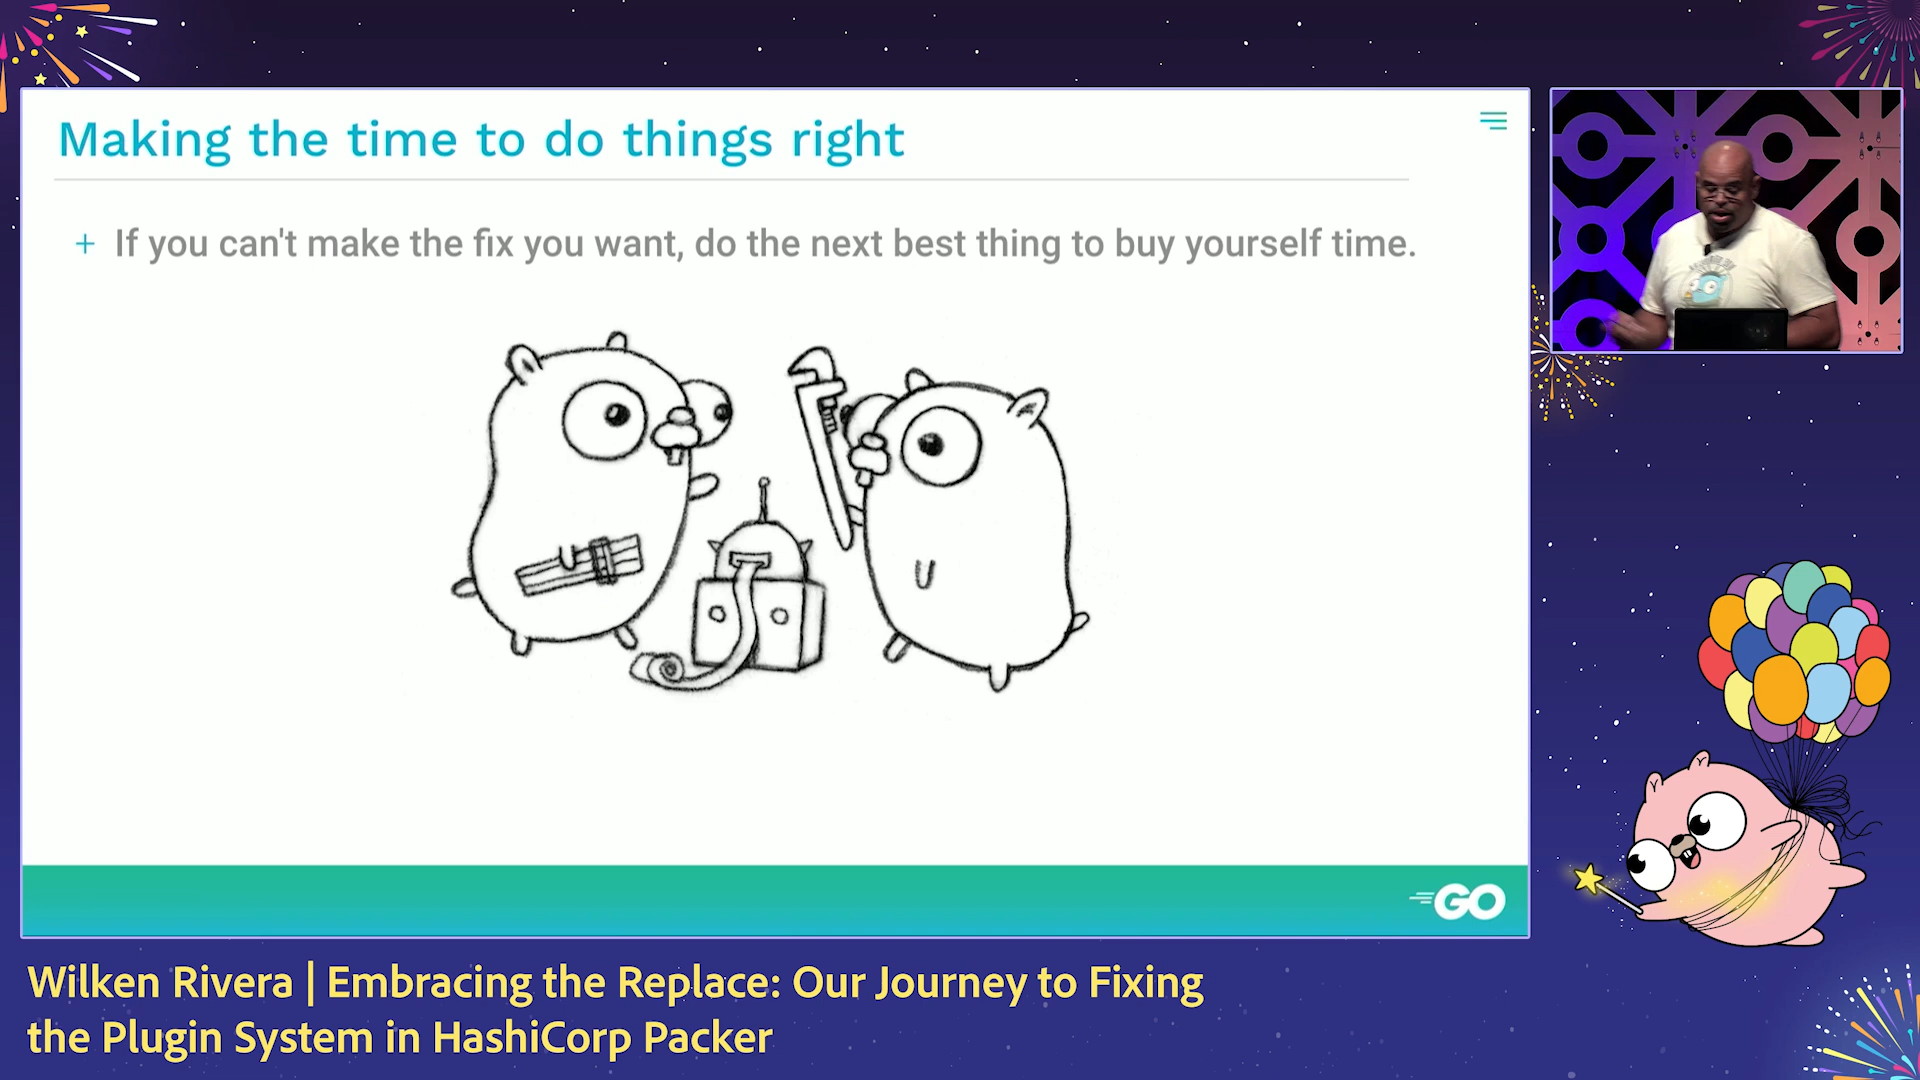 Making the time to do things right
+ If you can't make the fix you want, do the next best thing to buy yourself time.
GO
Wilken Rivera | Embracing the Replace: Our Journey to Fixing
the Plugin System in HashiCorp Packer